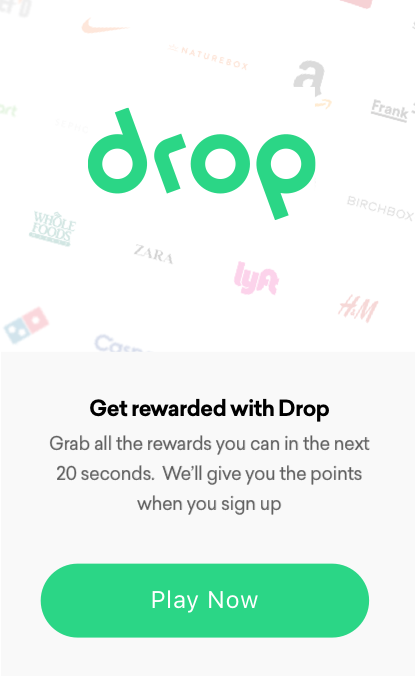 NATUREBOX
a
Frank
drop
BIRCHBOX
WHOLE
FOODS
ZARA
lyft
H&M
Get rewarded with Drop
Grab all the rewards you can in the next
20 seconds. We'll give you the points
when you sign up
Play Now